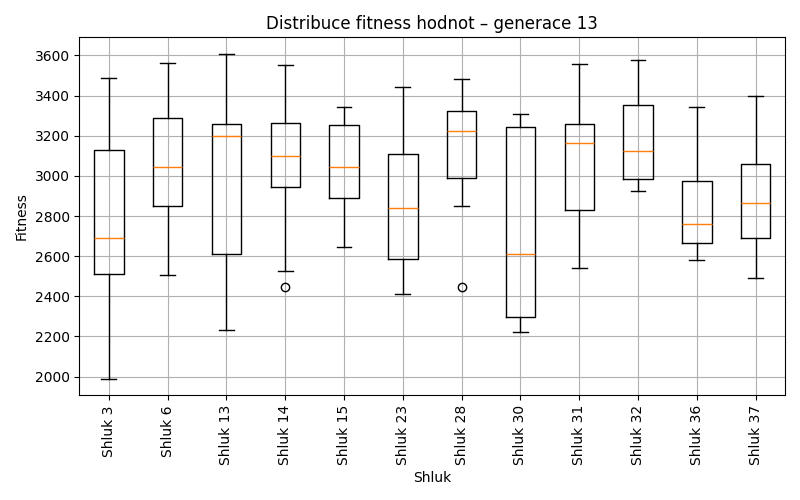 Distribuce fitness hodnot – generace 13
Fitness
3600
3400
3200
3000
2800
2600
2400
2200
2000
Shluk 3
Shluk 6
Shluk 13
Shluk 14
Shluk 15
Shluk 23
Shluk 28
Shluk 30
Shluk 31
Shluk 32
Shluk 36
Shluk 37
Shluk